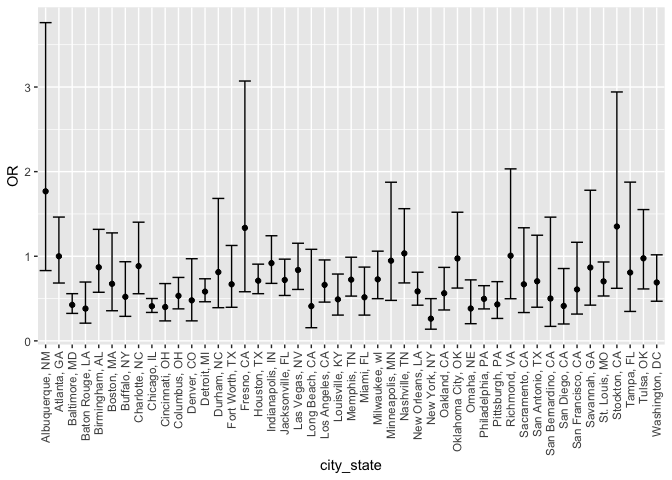 3
2
1
0
OR
Albuquerque, NM
Atlanta, GA
Baltimore, MD
Baton Rouge, LA
Birmingham, AL
Boston, MA
Buffalo, NY
Charlotte, NC
Chicago, IL
Cincinnati, OH
Columbus, OH
Denver, CO
Detroit, MI
Durham, NC
Fort Worth, TX
Fresno, CA
Houston, TX
Indianapolis, IN
Jacksonville, FL
Las Vegas, NV
Long Beach, CA
Los Angeles, CA
Louisville, KY
Memphis, TN
Miami, FL
Milwaukee, wI
Minneapolis, MN
Nashville, TN
New Orleans, LA
New York, NY
Oakland, CA
Oklahoma City, OK
Omaha, NE
Philadelphia, PA
Pittsburgh, PA
Richmond, VA
Sacramento, CA
San Antonio, TX
San Bernardino, CA
San Diego, CA
San Francisco, CA
Savannah, GA
St. Louis, MO
Stockton, CA
Tampa, FL
Tulsa, OK
Washington, DC
city_state